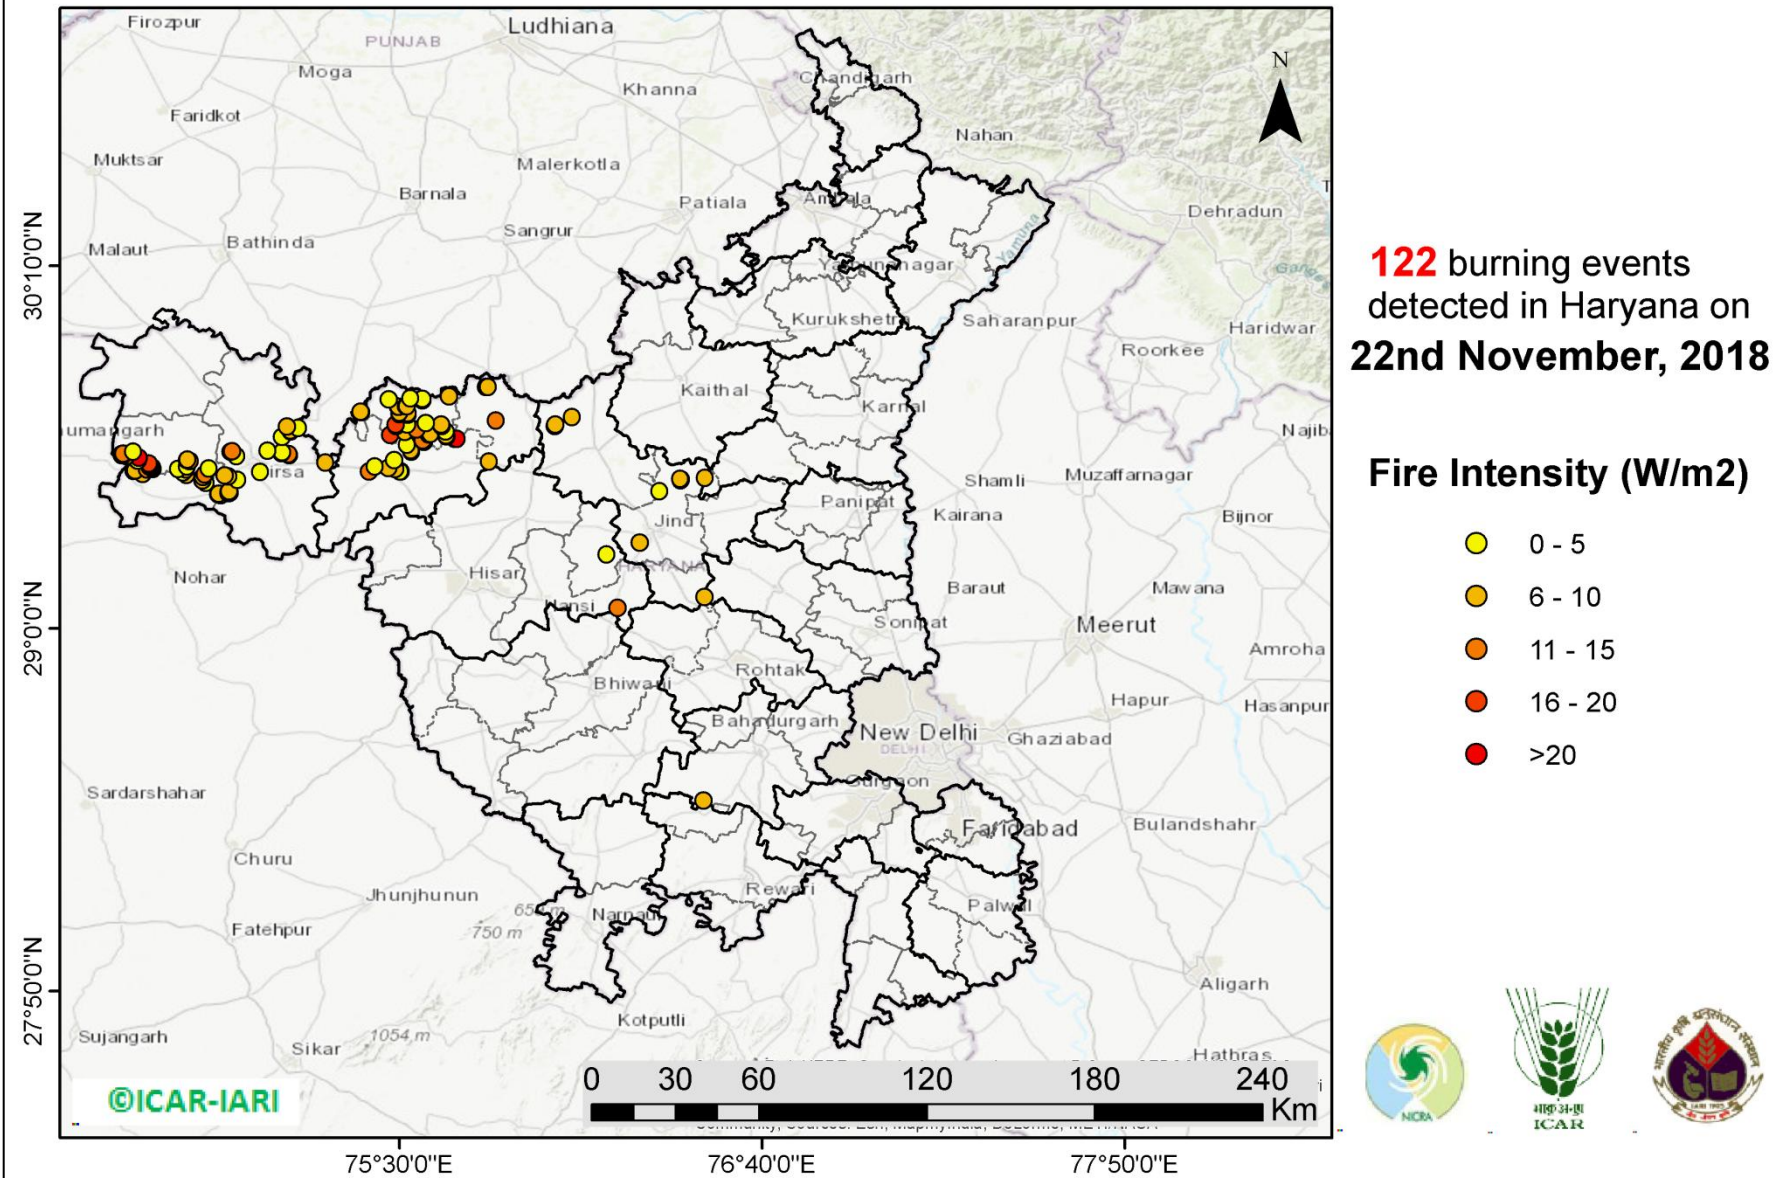 Firozpur
Ludhiana
PUNJAB
Moga
Khanna
Chandigarh
N
Faridkot
Nahan
Muktsar
Malerkotla
Barnala
Patiala
Ambala
Dehradun
Sangrur
Bathinda
Malaut
Yamuna
Yamunanagar
30°10'0"N
Kurukshetra
Saharanpur
Haridwar
Roorkee
Kaithal
Karnal
umangarh
Najib
Sirsa
Shamli
Muzaffarnagar
Panipat
Kairana
Bijnor
Jind
HARYANA
Nohar
Hisar
Baraut
Mawana
Hansi
Sonipat
Meerut
29°0'0"N
Amroha
Rohtak
Bhiwani
Hapur
Hasanpur
Bahadurgarh
New Delhi
DELHI
Ghaziabad
Gurgaon
Sardarshahar
Faridabad
Bulandshahr
Churu
Jhunjhunun
Rewari
Narnaul
Palwal
Fatehpur
750 m
27°50'0"N
Aligarh
Kotputli
Sujangarh
1054 m
Sikar
Hathras
0 30 60 120 180 240
Km
©ICAR-IARI
75°30'0"E 76°40'0"E 77°50'0"E
122 burning events
detected in Haryana on
22nd November, 2018
Fire Intensity (W/m2)
0 - 5
6 - 10
11 - 15
16 - 20
>20
NICRA
भाकृअनुप
ICAR